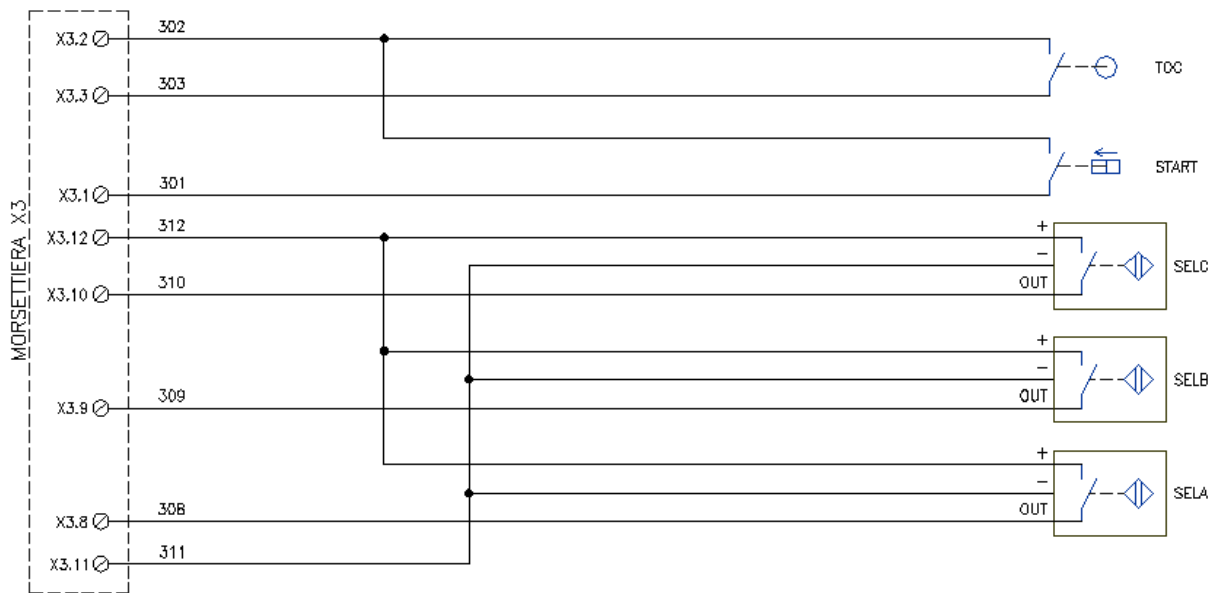 MORSETTIERA X3
X3.2 302
X3.3 303
TOC
X3.1 301
START
X3.12 312 +
-
SELC
X3.10 310 OUT
+
-
SELB
X3.9 309 OUT
+
-
SELA
X3.8 308 OUT
X3.11 311